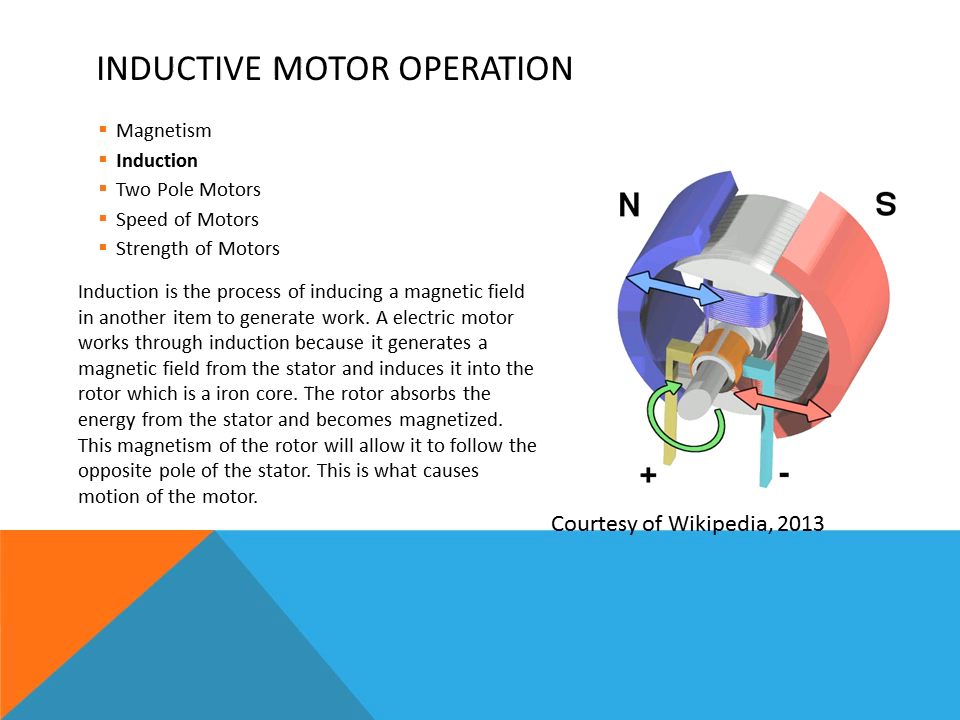 INDUCTIVE MOTOR OPERATION
Magnetism
Induction
Two Pole Motors
Speed of Motors
Strength of Motors
Induction is the process of inducing a magnetic field
in another item to generate work. A electric motor
works through induction because it generates a
magnetic field from the stator and induces it into the
rotor which is a iron core. The rotor absorbs the
energy from the stator and becomes magnetized.
This magnetism of the rotor will allow it to follow the
opposite pole of the stator. This is what causes
motion of the motor.
N
S
+
-
Courtesy of Wikipedia, 2013